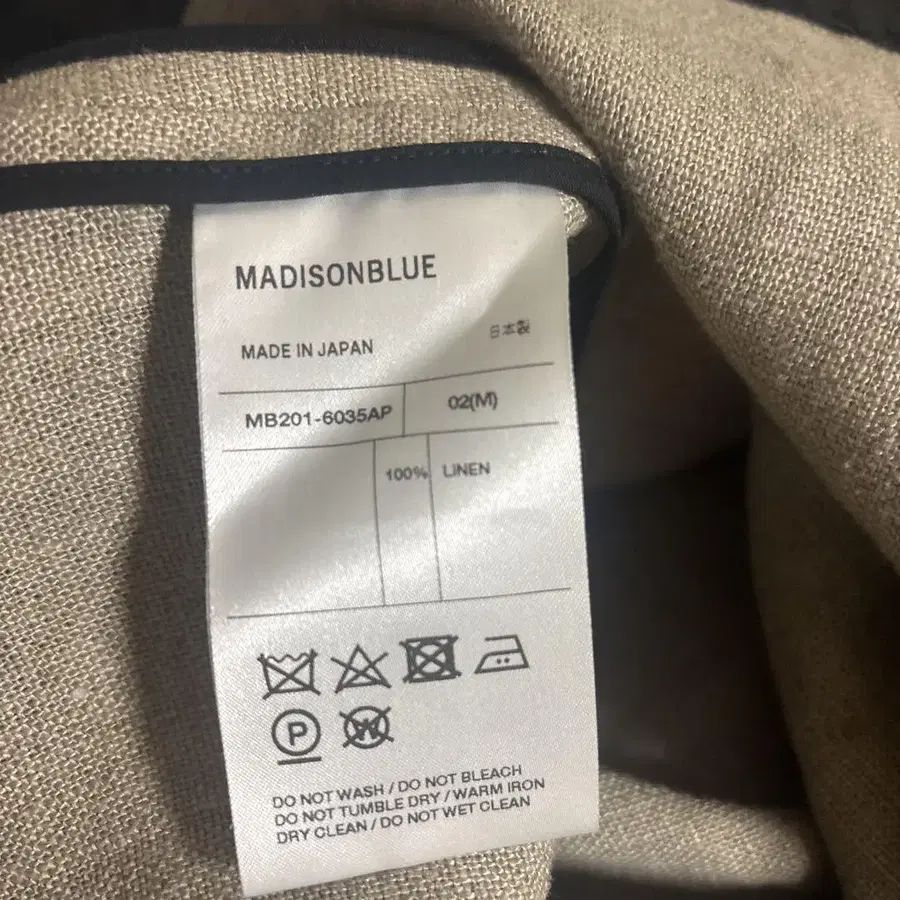 MADISONBLUE
MADE IN JAPAN 日本製
MB201-6035AP 02(M)
100% LINEN
P W
DO NOT WASH / DO NOT BLEACH
DO NOT TUMBLE DRY / WARM IRON
DRY CLEAN / DO NOT WET CLEAN